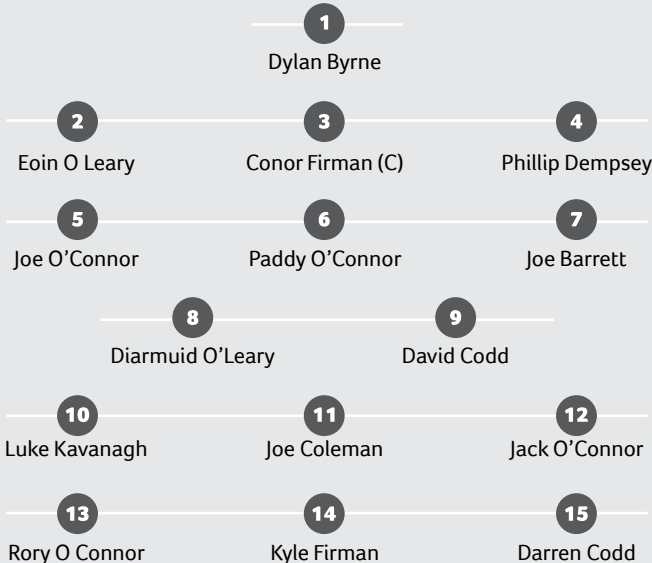 1
Dylan Byrne
2 3 4
Eoin O Leary Conor Firman (C) Phillip Dempsey
5 6 7
Joe O’Connor Paddy O’Connor Joe Barrett
8 9
Diarmuid O’Leary David Codd
10 11 12
Luke Kavanagh Joe Coleman Jack O’Connor
13 14 15
Rory O Connor Kyle Firman Darren Codd